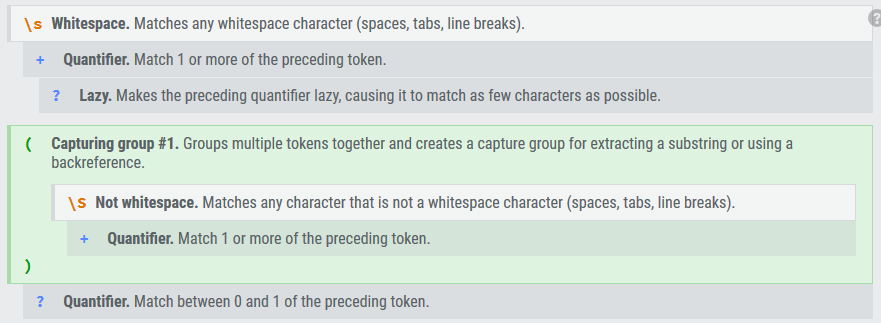 \s Whitespace. Matches any whitespace character (spaces, tabs, line breaks).
?
+ Quantifier. Match 1 or more of the preceding token.
? Lazy. Makes the preceding quantifier lazy, causing it to match as few characters as possible.
( Capturing group #1. Groups multiple tokens together and creates a capture group for extracting a substring or using a
backreference.
\S Not whitespace. Matches any character that is not a whitespace character (spaces, tabs, line breaks).
+ Quantifier. Match 1 or more of the preceding token.
)
? Quantifier. Match between 0 and 1 of the preceding token.